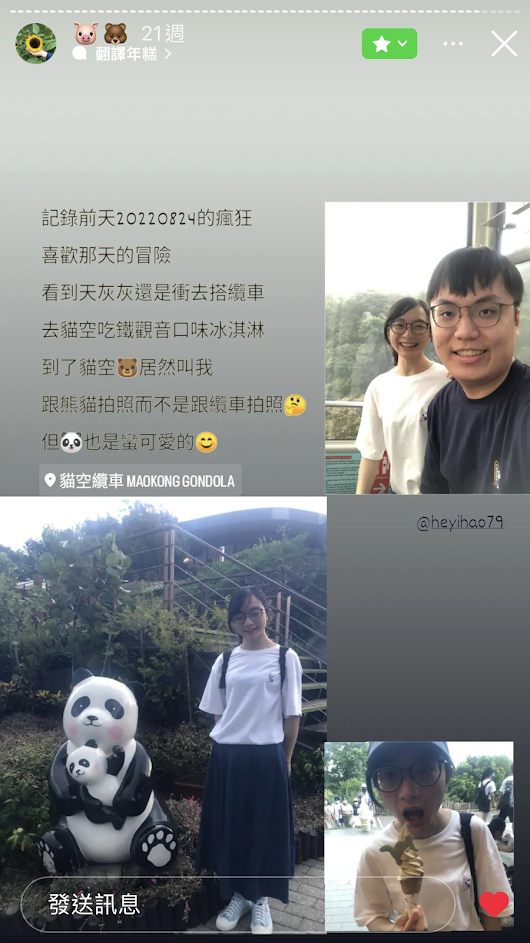 🐷🐻 21週
翻譯年糕 >
記錄前天20220824的瘋狂
喜歡那天的冒險
看到天灰灰還是衝去搭纜車
去貓空吃鐵觀音口味冰淇淋
到了貓空🐻居然叫我
跟熊貓拍照而不是跟纜車拍照🤔
但🐼也是蠻可愛的😊
貓空纜車 MAOKONG GONDOLA
@heyihao79
發送訊息